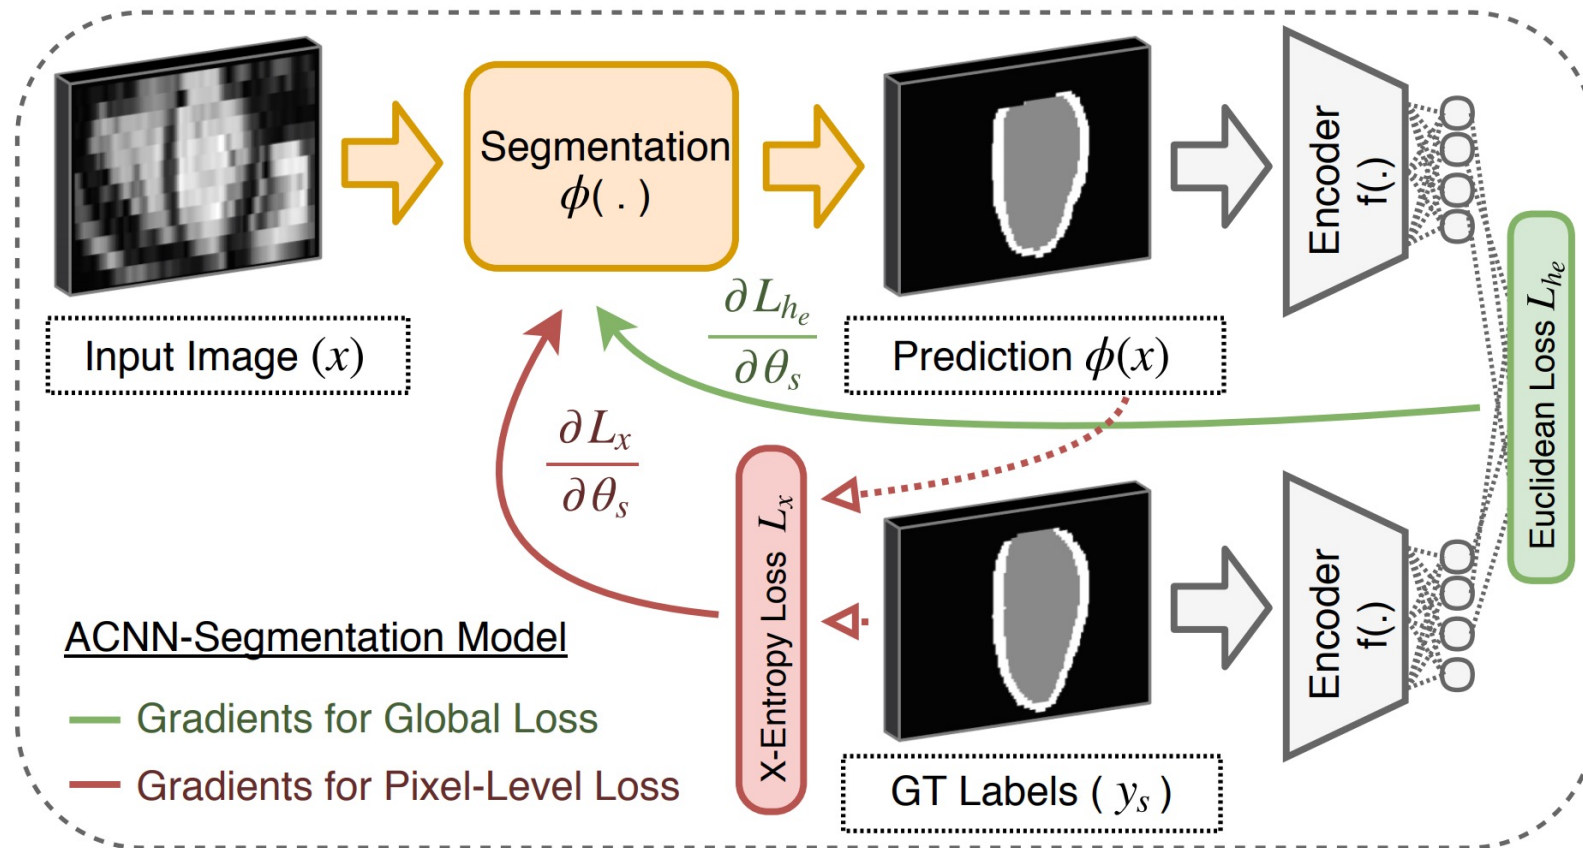 Segmentation
ϕ( . )
Encoder
f(.)
Input Image (x)
∂L_{h_e}
∂θ_s
Prediction ϕ(x)
Euclidean Loss L_{h_e}
∂L_x
∂θ_s
X-Entropy Loss L_x
Encoder
f(.)
ACNN-Segmentation Model
Gradients for Global Loss
Gradients for Pixel-Level Loss
GT Labels ( y_s )